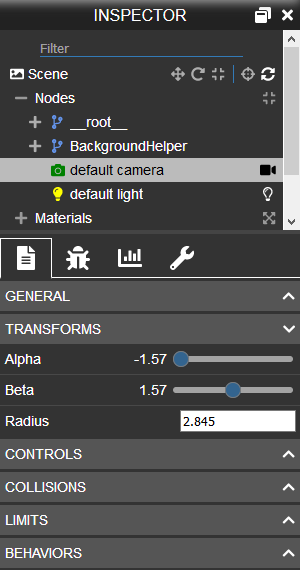 INSPECTOR
Filter
Scene
Nodes
__root__
BackgroundHelper
default camera
default light
Materials
GENERAL
TRANSFORMS
Alpha -1.57
Beta 1.57
Radius 2.845
CONTROLS
COLLISIONS
LIMITS
BEHAVIORS